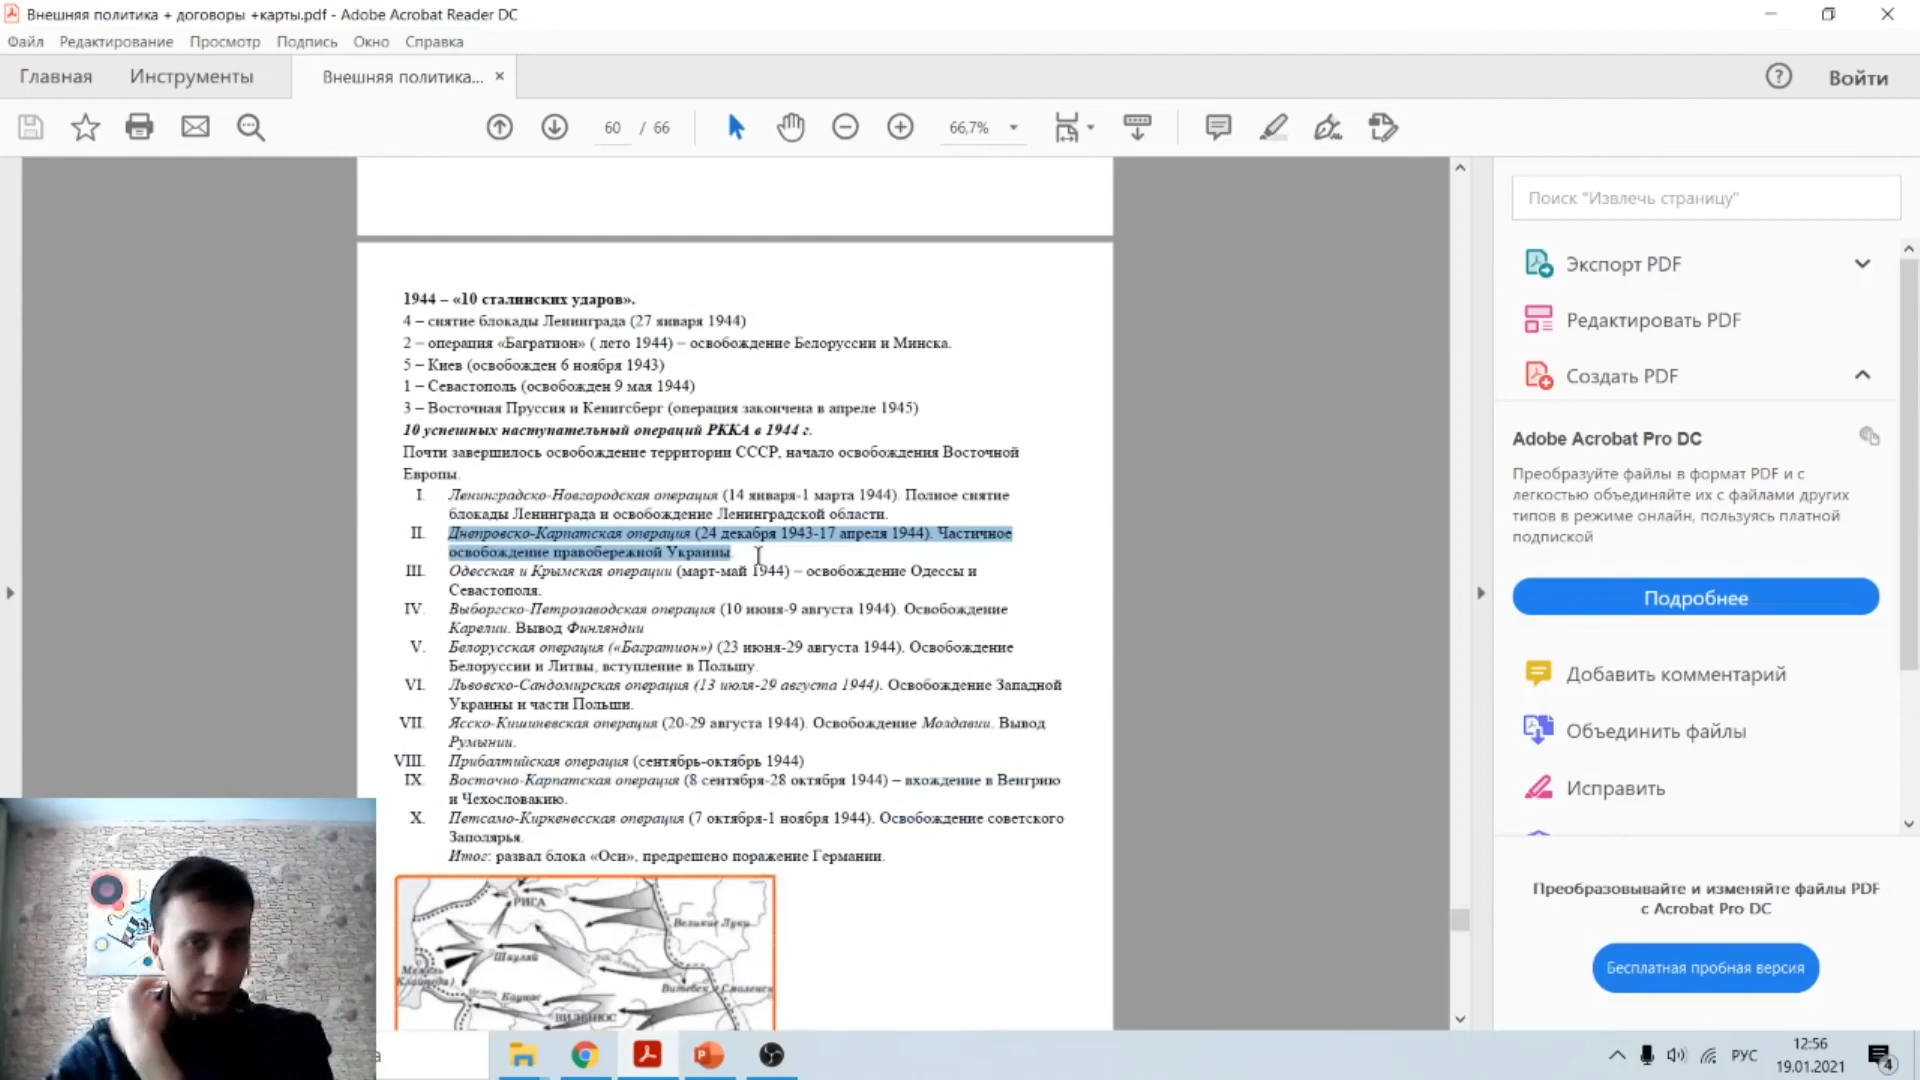 Внешняя политика + договоры +карты.pdf - Adobe Acrobat Reader DC
Файл Редактирование Просмотр Подпись Окно Справка
Главная Инструменты Внешняя политика... × Войти
60 / 66 66,7%
1944 – «10 сталинских ударов».
4 – снятие блокады Ленинграда (27 января 1944)
2 – операция «Багратион» ( лето 1944) – освобождение Белоруссии и Минска.
5 – Киев (освобожден 6 ноября 1943)
1 – Севастополь (освобожден 9 мая 1944)
3 – Восточная Пруссия и Кенигсберг (операция закончена в апреле 1945)
10 успешных наступательный операций РККА в 1944 г.
Почти завершилось освобождение территории СССР, начало освобождения Восточной
Европы.
I. Ленинградско-Новгородская операция (14 января-1 марта 1944). Полное снятие
блокады Ленинграда и освобождение Ленинградской области.
II. Днепровско-Карпатская операция (24 декабря 1943-17 апреля 1944). Частичное
освобождение правобережной Украины.
III. Одесская и Крымская операции (март-май 1944) – освобождение Одессы и
Севастополя.
IV. Выборгско-Петрозаводская операция (10 июня-9 августа 1944). Освобождение
Карелии. Вывод Финляндии
V. Белорусская операция («Багратион») (23 июня-29 августа 1944). Освобождение
Белоруссии и Литвы, вступление в Польшу.
VI. Львовско-Сандомирская операция (13 июля-29 августа 1944). Освобождение Западной
Украины и части Польши.
VII. Ясско-Кишиневская операция (20-29 августа 1944). Освобождение Молдавии. Вывод
Румынии.
VIII. Прибалтийская операция (сентябрь-октябрь 1944)
IX. Восточно-Карпатская операция (8 сентября-28 октября 1944) – вхождение в Венгрию
и Чехословакию.
X. Петсамо-Киркенесская операция (7 октября-1 ноября 1944). Освобождение советского
Заполярья.
Итог: развал блока «Оси», предрешено поражение Германии.
РИГА
Великие Луки
Шауляй
Мемель
(Клайпеда)
Витебск
Смоленск
Каунас
ВИЛЬНЮС
Поиск "Извлечь страницу"
Экспорт PDF
Редактировать PDF
Создать PDF
Adobe Acrobat Pro DC
Преобразуйте файлы в формат PDF и с
легкостью объединяйте их с файлами других
типов в режиме онлайн, пользуясь платной
подпиской
Подробнее
Добавить комментарий
Объединить файлы
Исправить
Преобразовывайте и изменяйте файлы PDF
с Acrobat Pro DC
Бесплатная пробная версия
РУС
12:56
19.01.2021
4